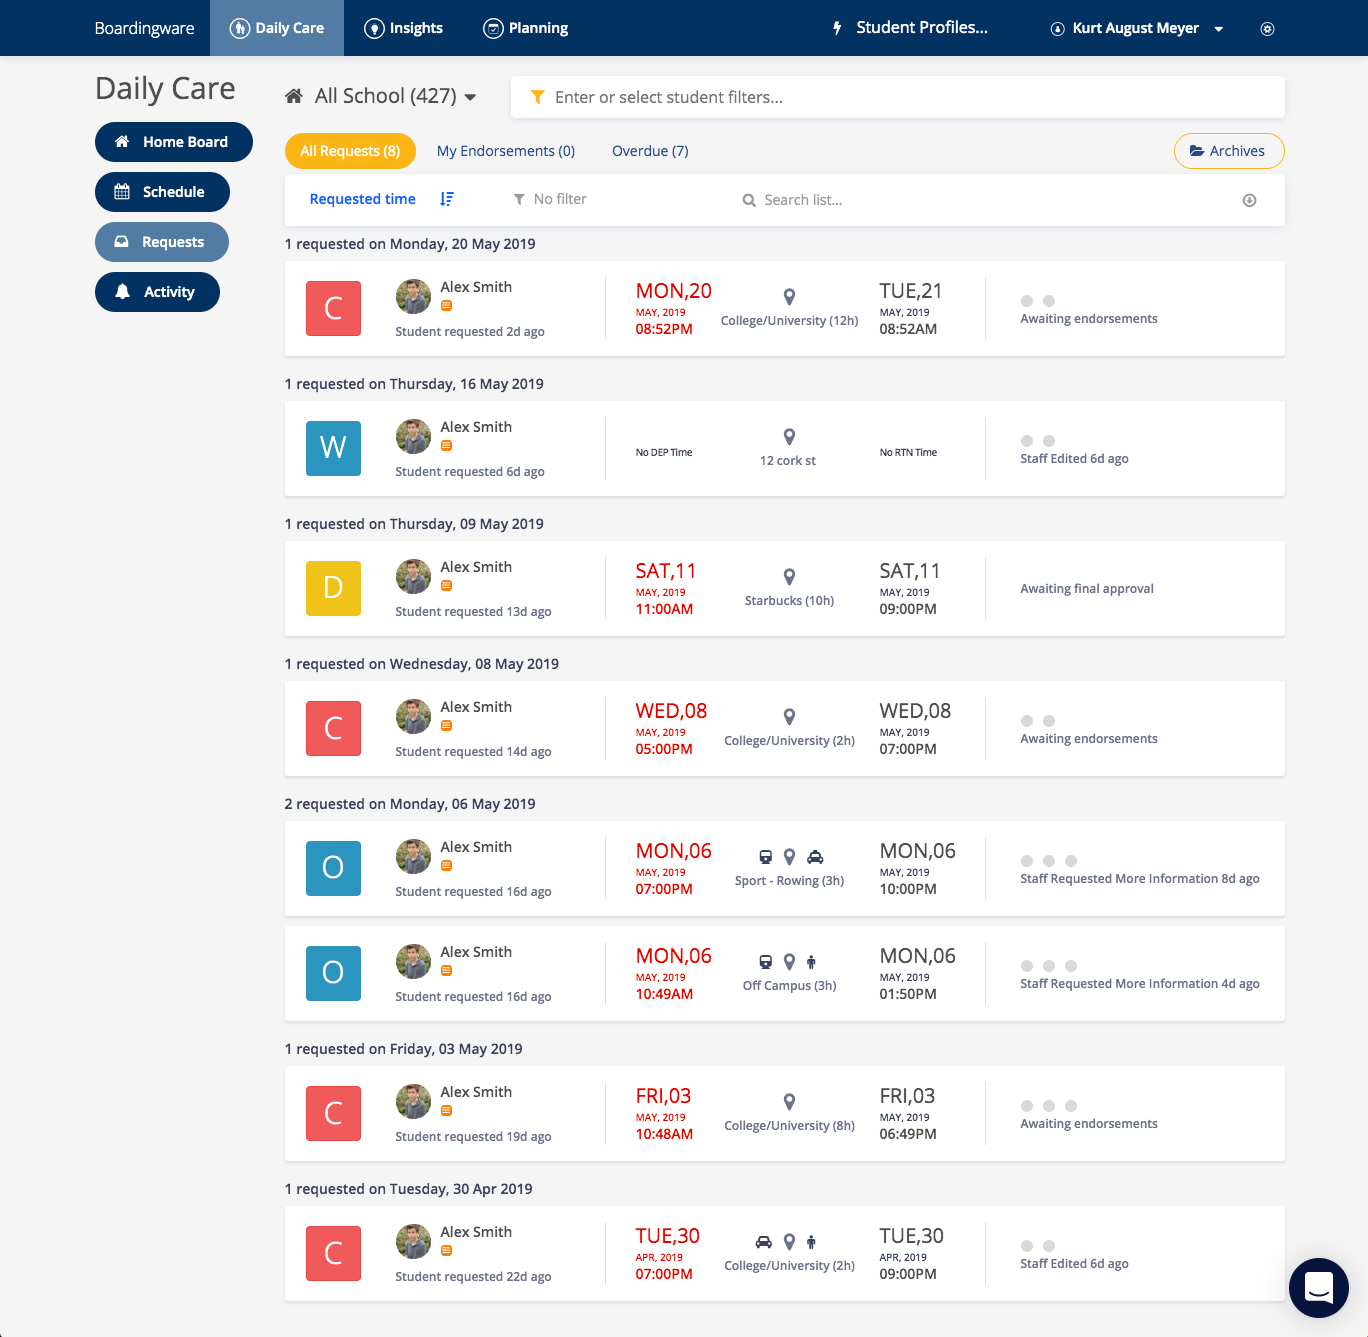 Boardingware
Daily Care
Insights
Planning
Student Profiles...
Kurt August Meyer
Daily Care
Home Board
Schedule
Requests
Activity
All School (427)
Enter or select student filters...
All Requests (8)
My Endorsements (0)
Overdue (7)
Archives
Requested time
No filter
Search list...
1 requested on Monday, 20 May 2019
C
Alex Smith
Student requested 2d ago
MON,20
MAY, 2019
08:52PM
College/University (12h)
TUE,21
MAY, 2019
08:52AM
Awaiting endorsements
1 requested on Thursday, 16 May 2019
W
Alex Smith
Student requested 6d ago
No DEP Time
12 cork st
No RTN Time
Staff Edited 6d ago
1 requested on Thursday, 09 May 2019
D
Alex Smith
Student requested 13d ago
SAT,11
MAY, 2019
11:00AM
Starbucks (10h)
SAT,11
MAY, 2019
09:00PM
Awaiting final approval
1 requested on Wednesday, 08 May 2019
C
Alex Smith
Student requested 14d ago
WED,08
MAY, 2019
05:00PM
College/University (2h)
WED,08
MAY, 2019
07:00PM
Awaiting endorsements
2 requested on Monday, 06 May 2019
O
Alex Smith
Student requested 16d ago
MON,06
MAY, 2019
07:00PM
Sport - Rowing (3h)
MON,06
MAY, 2019
10:00PM
Staff Requested More Information 8d ago
O
Alex Smith
Student requested 16d ago
MON,06
MAY, 2019
10:49AM
Off Campus (3h)
MON,06
MAY, 2019
01:50PM
Staff Requested More Information 4d ago
1 requested on Friday, 03 May 2019
C
Alex Smith
Student requested 19d ago
FRI,03
MAY, 2019
10:48AM
College/University (8h)
FRI,03
MAY, 2019
06:49PM
Awaiting endorsements
1 requested on Tuesday, 30 Apr 2019
C
Alex Smith
Student requested 22d ago
TUE,30
APR, 2019
07:00PM
College/University (2h)
TUE,30
APR, 2019
09:00PM
Staff Edited 6d ago